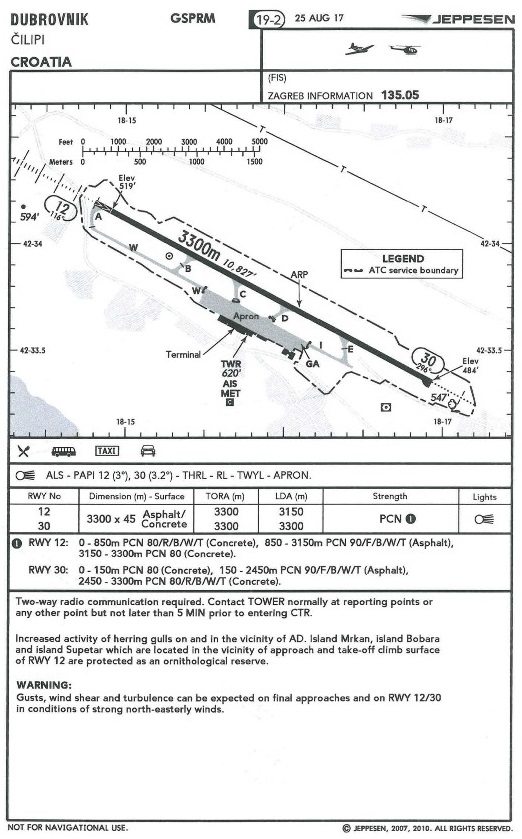 DUBROVNIK GSPRM 19-2 25 AUG 17 JEPPESEN
ČILIPI
CROATIA
(FIS)
ZAGREB INFORMATION 135.05
18-15 18-17
Feet 0 1000 2000 3000 4000 5000
Meters 0 500 1000 1500
Elev
519'
594'
12
116°
A
3300m 10,827'
42-34 42-34
W
B
LEGEND
ATC service boundary
W
C
ARP
Apron
D
I
E
42-33.5 42-33.5
Terminal
TWR
620'
AIS
MET
C
GA
30
296°
Elev
484'
547'
18-15 18-17
TAXI
ALS - PAPI 12 (3°), 30 (3.2°) - THRL - RL - TWYL - APRON.
RWY No Dimension (m) - Surface TORA (m) LDA (m) Strength Lights
12 3300 x 45 Asphalt/ 3300 3150 PCN 1
30 Concrete 3300 3300
1 RWY 12: 0 - 850m PCN 80/R/B/W/T (Concrete), 850 - 3150m PCN 90/F/B/W/T (Asphalt),
3150 - 3300m PCN 80 (Concrete).
RWY 30: 0 - 150m PCN 80 (Concrete), 150 - 2450m PCN 90/F/B/W/T (Asphalt),
2450 - 3300m PCN 80/R/B/W/T (Concrete).
Two-way radio communication required. Contact TOWER normally at reporting points or
any other point but not later than 5 MIN prior to entering CTR.
Increased activity of herring gulls on and in the vicinity of AD. Island Mrkan, island Bobara
and island Supetar which are located in the vicinity of approach and take-off climb surface
of RWY 12 are protected as an ornithological reserve.
WARNING:
Gusts, wind shear and turbulence can be expected on final approaches and on RWY 12/30
in conditions of strong north-easterly winds.
NOT FOR NAVIGATIONAL USE. © JEPPESEN, 2007, 2010. ALL RIGHTS RESERVED.